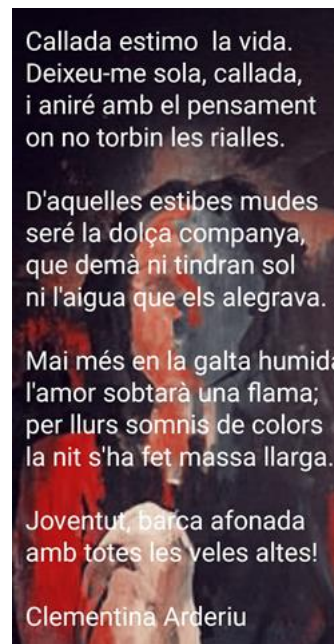 Callada estimo la vida.
Deixeu-me sola, callada,
i aniré amb el pensament
on no torbin les rialles.
D'aquelles estibes mudes
seré la dolça companya,
que demà ni tindran sol
ni l'aigua que els alegrava.
Mai més en la galta humida
l'amor sobtarà una flama;
per llurs somnis de colors
la nit s'ha fet massa llarga.
Joventut, barca afonada
amb totes les veles altes!
Clementina Arderiu